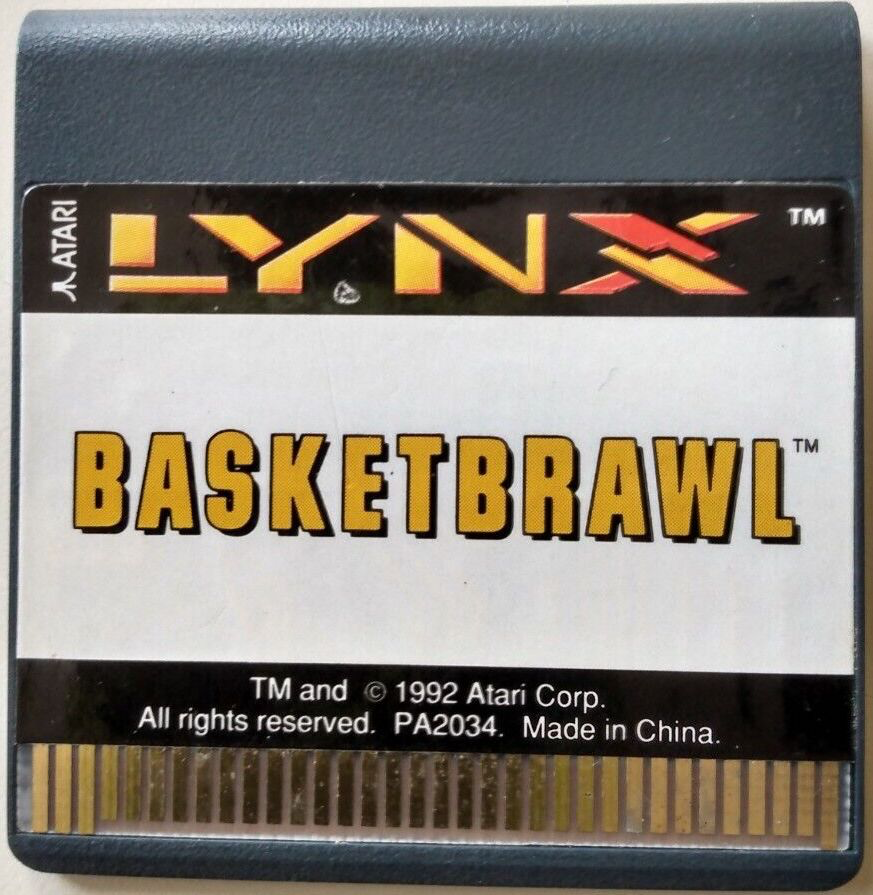 ATARI
LYNX™
BASKETBRAWL™
TM and © 1992 Atari Corp.
All rights reserved. PA2034. Made in China.